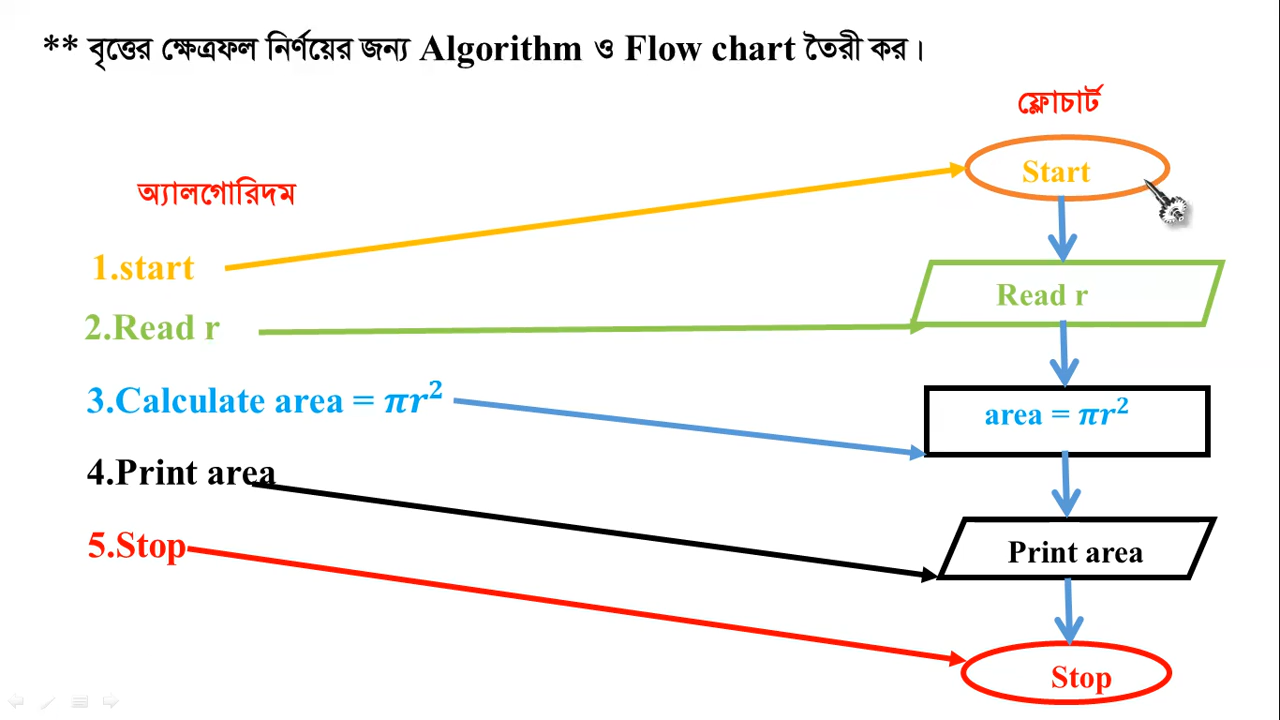 ** বৃত্তের ক্ষেত্রফল নির্ণয়ের জন্য Algorithm ও Flow chart তৈরী কর।
ফ্লোচার্ট
অ্যালগোরিদম
1.start
2.Read r
3.Calculate area = πr²
4.Print area
5.Stop
Start
Read r
area = πr²
Print area
Stop